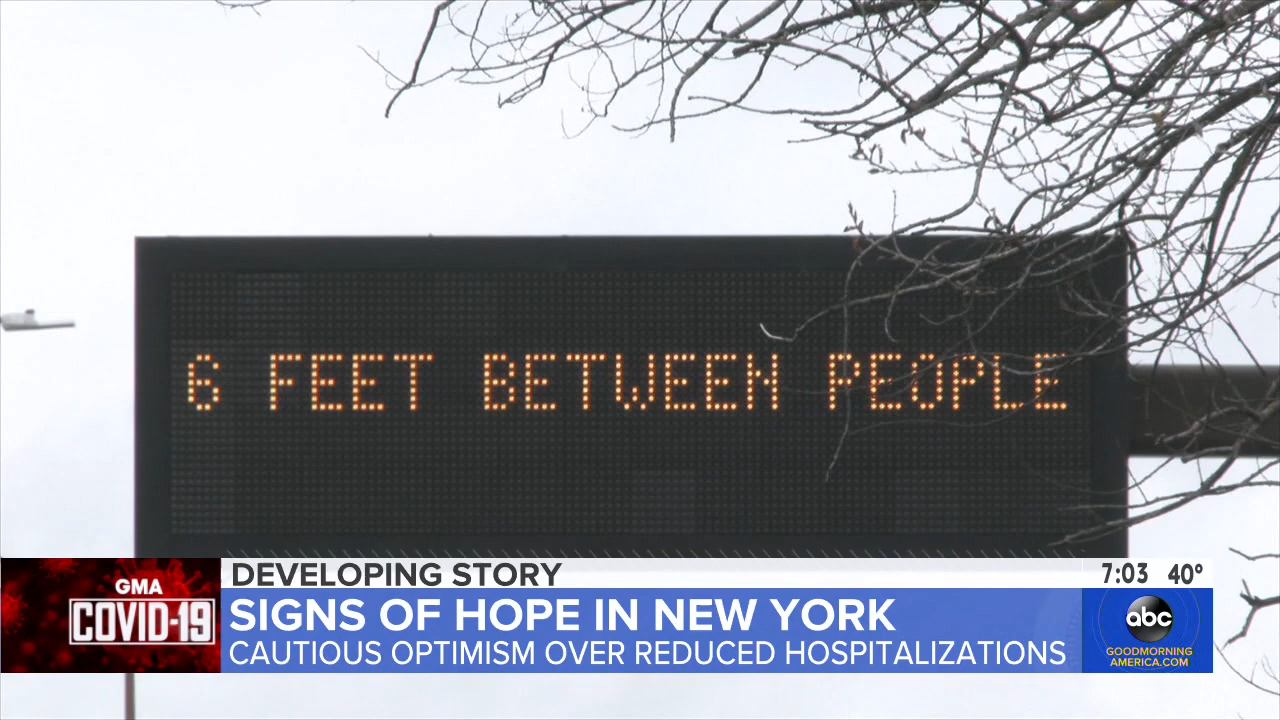 6 FEET BETWEEN PEOPLE
DEVELOPING STORY
7:03 40°
GMA
COVID-19
SIGNS OF HOPE IN NEW YORK
CAUTIOUS OPTIMISM OVER REDUCED HOSPITALIZATIONS
abc
GOODMORNING
AMERICA.COM